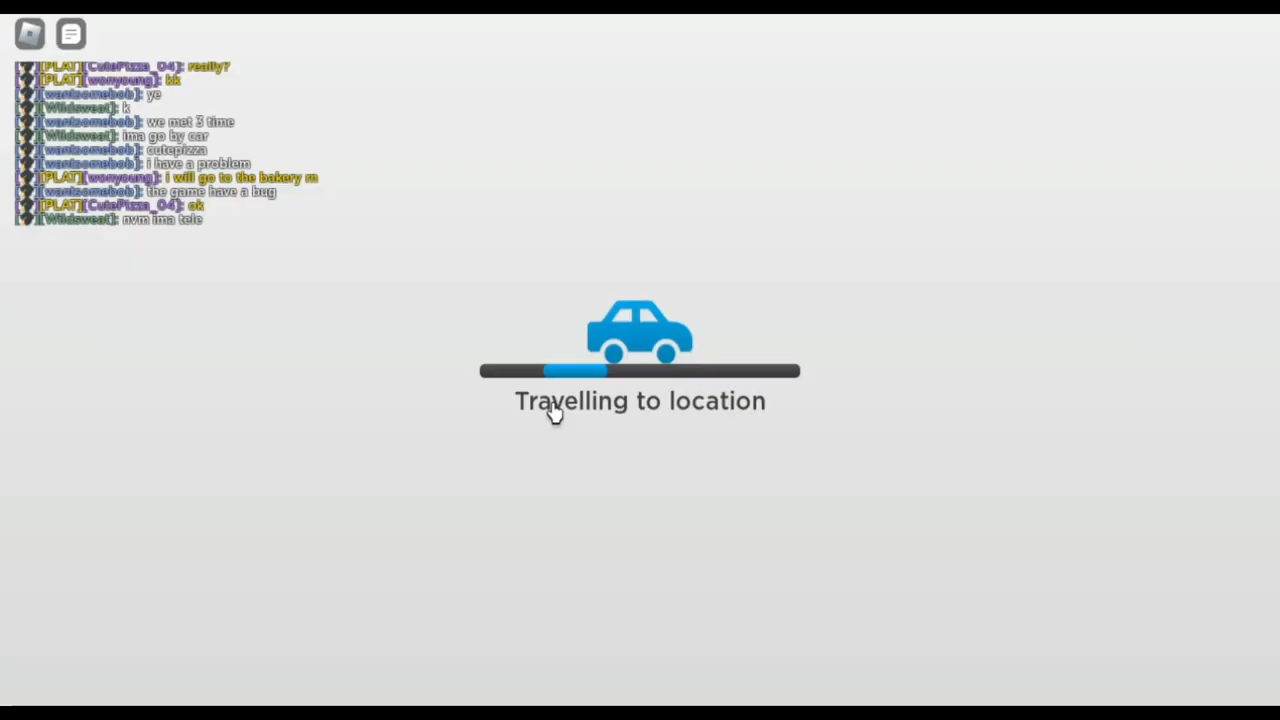 [PLAT][CutePizza_04]: really?
[PLAT][wonyoung]: kk
[wantsomebob]: ye
[Wildsweat]: k
[wantsomebob]: we met 3 time
[Wildsweat]: ima go by car
[wantsomebob]: cutepizza
[wantsomebob]: i have a problem
[PLAT][wonyoung]: i will go to the bakery rn
[wantsomebob]: the game have a bug
[PLAT][CutePizza_04]: ok
[Wildsweat]: nvm ima tele
Travelling to location